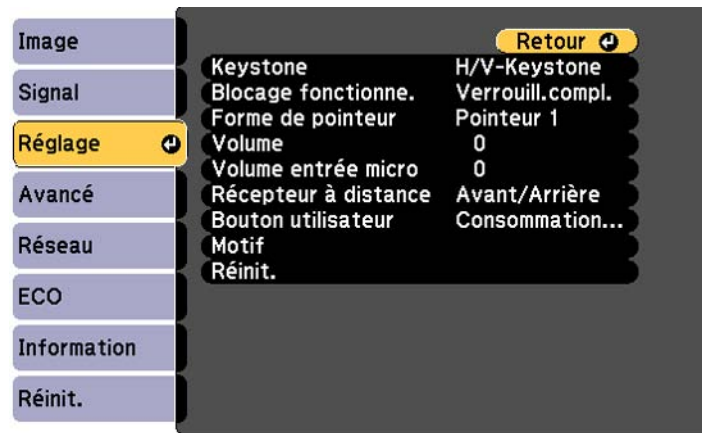 Image
Signal
Réglage
Avancé
Réseau
ECO
Information
Réinit.
Retour
Keystone H/V-Keystone
Blocage fonctionne. Verrouill.compl.
Forme de pointeur Pointeur 1
Volume 0
Volume entrée micro 0
Récepteur à distance Avant/Arrière
Bouton utilisateur Consommation...
Motif
Réinit.